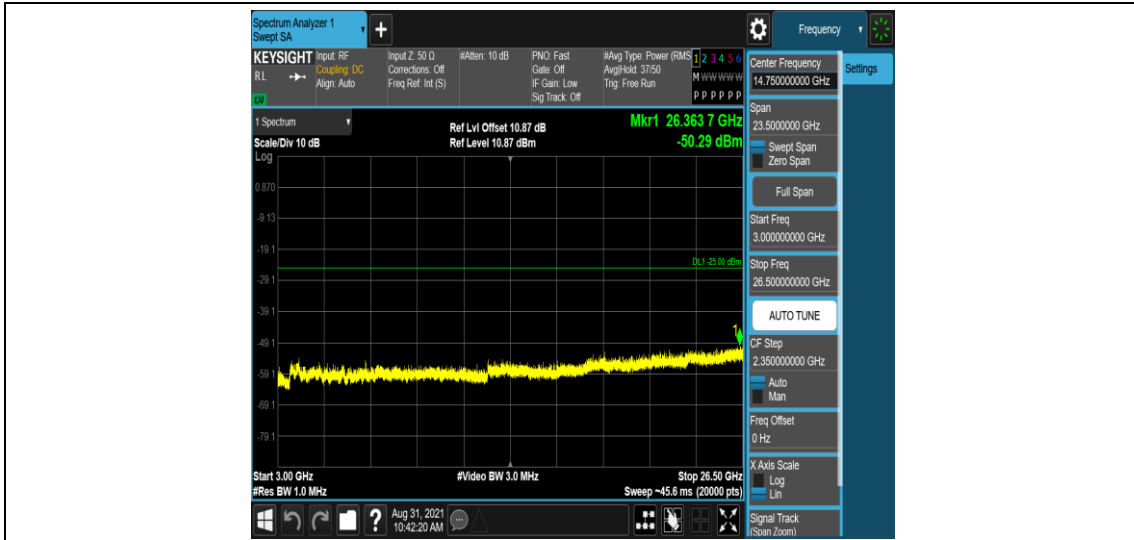 Spectrum Analyzer 1
Swept SA
Frequency
KEYSIGHT
RL
Input: RF
Coupling: DC
Align: Auto
Input Z: 50 Ω
Corrections: Off
Freq Ref: Int (S)
#Atten: 10 dB
PNO: Fast
Gate: Off
IF Gain: Low
Sig Track: Off
#Avg Type: Power (RMS
Avg|Hold: 37/50
Trig: Free Run
1 2 3 4 5 6
M W W W W W
P P P P P P
1 Spectrum
Scale/Div 10 dB
Log
Ref Lvl Offset 10.87 dB
Ref Level 10.87 dBm
Mkr1 26.363 7 GHz
-50.29 dBm
0.870
-9.13
-19.1
DL1 -25.00 dBm
-29.1
-39.1
1
-49.1
-59.1
-69.1
-79.1
Start 3.00 GHz
#Res BW 1.0 MHz
#Video BW 3.0 MHz
Stop 26.50 GHz
Sweep ~45.6 ms (20000 pts)
Aug 31, 2021
10:42:20 AM
Center Frequency
14.750000000 GHz
Settings
Span
23.5000000 GHz
Swept Span
Zero Span
Full Span
Start Freq
3.000000000 GHz
Stop Freq
26.500000000 GHz
AUTO TUNE
CF Step
2.350000000 GHz
Auto
Man
Freq Offset
0 Hz
X Axis Scale
Log
Lin
Signal Track
(Span Zoom)